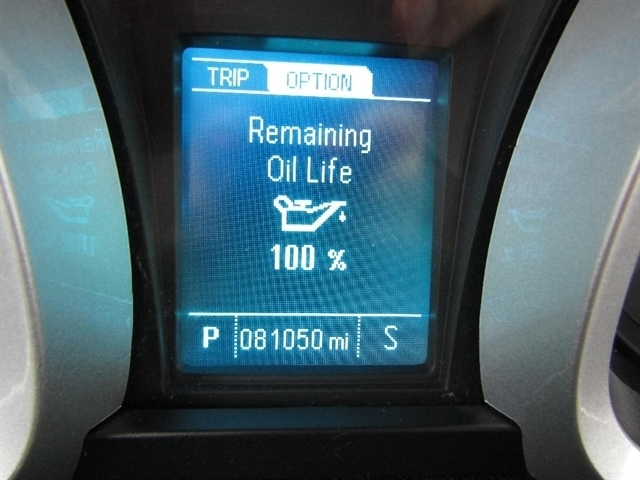 TRIP OPTION
Remaining
Oil Life
100 %
P 081050 mi S